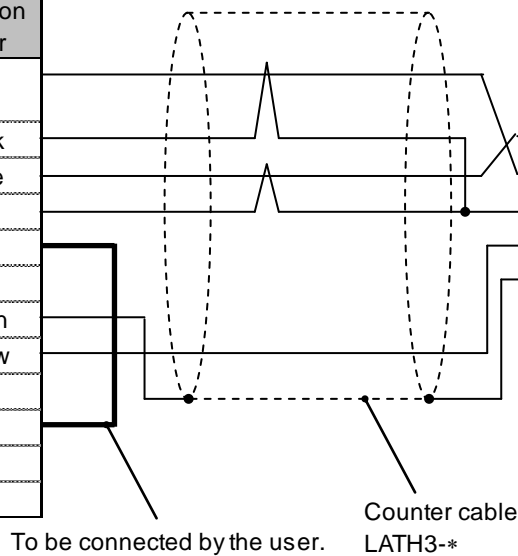 on
r
k
e
n
w
To be connected by the user.
Counter cable
LATH3-*